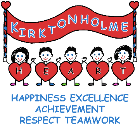 KIRKTONHOLME
HEART
HAPPINESS EXCELLENCE
ACHIEVEMENT
RESPECT TEAMWORK